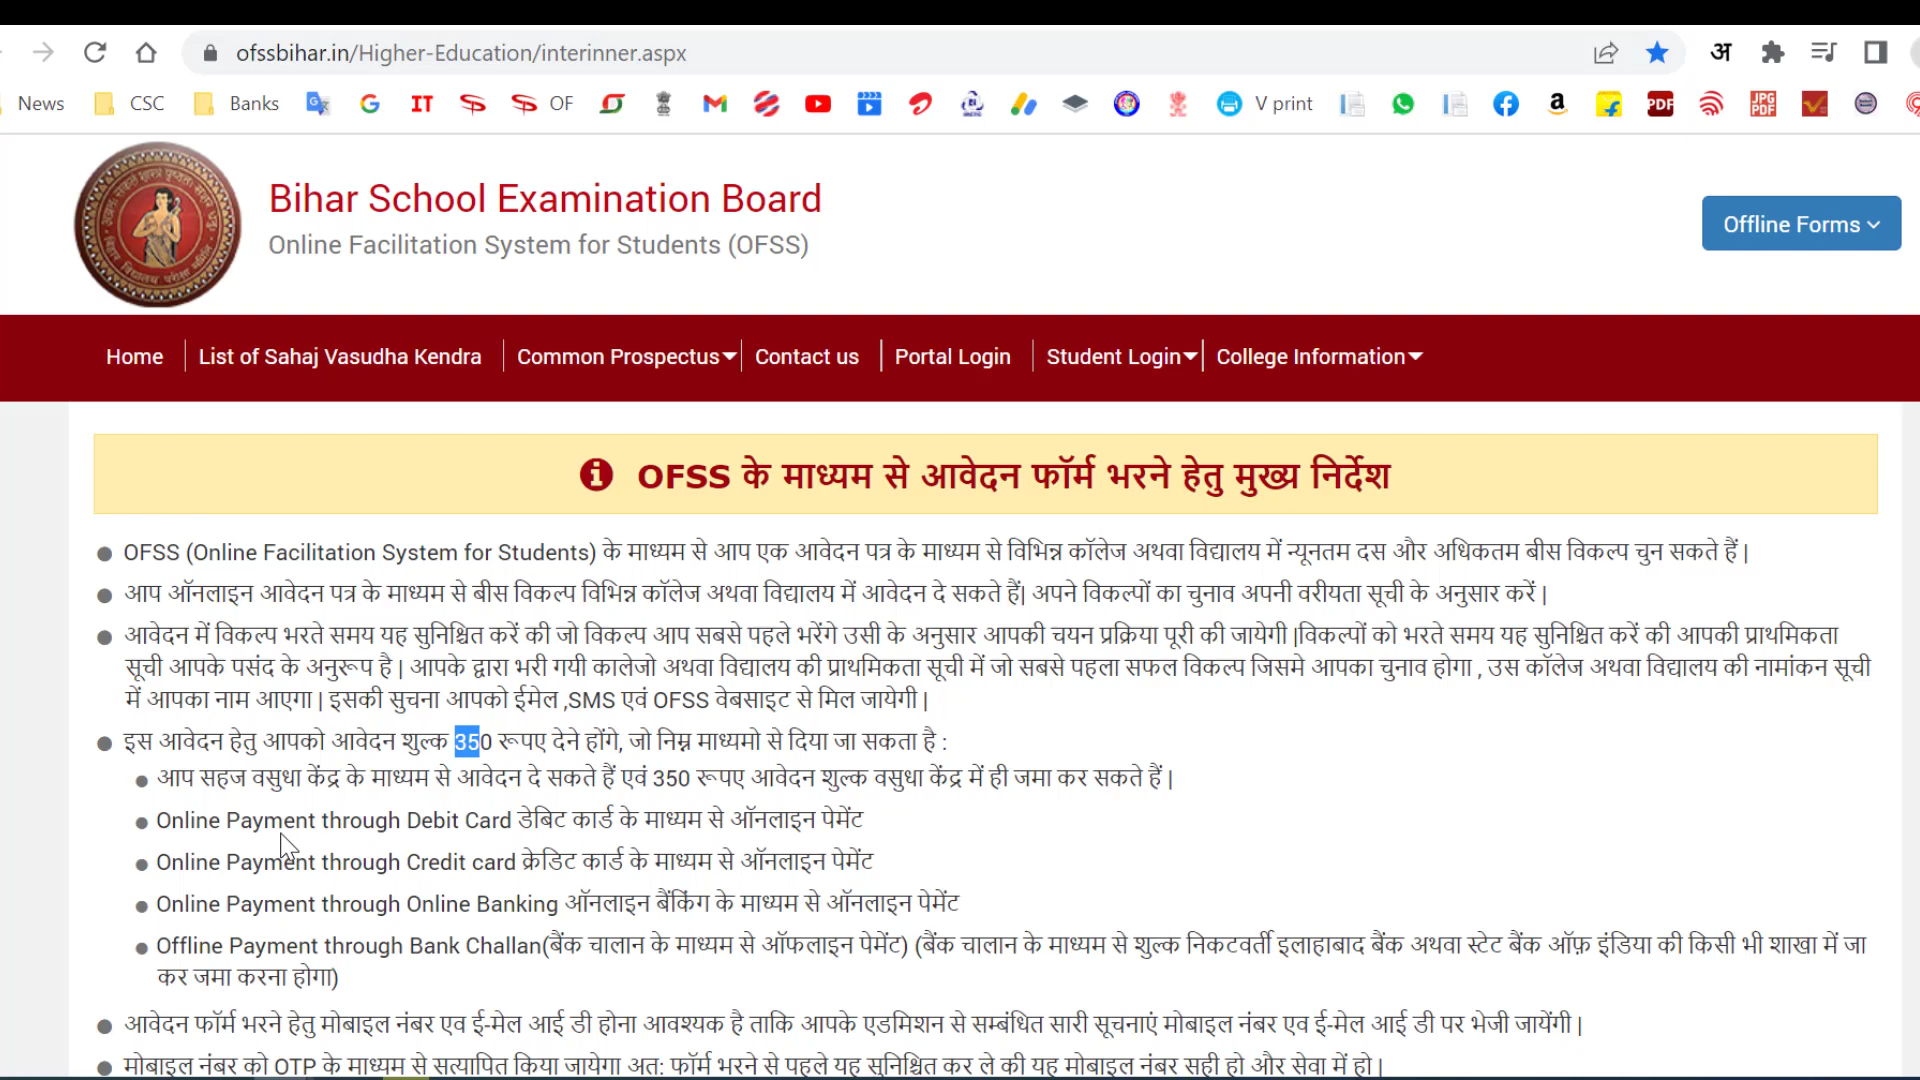 ofssbihar.in/Higher-Education/interinner.aspx
अ
News CSC Banks G IT OF V print a PDF JPG PDF
Bihar School Examination Board
Online Facilitation System for Students (OFSS)
Offline Forms
Home List of Sahaj Vasudha Kendra Common Prospectus Contact us Portal Login Student Login College Information
OFSS के माध्यम से आवेदन फॉर्म भरने हेतु मुख्य निर्देश
OFSS (Online Facilitation System for Students) के माध्यम से आप एक आवेदन पत्र के माध्यम से विभिन्न कॉलेज अथवा विद्यालय में न्यूनतम दस और अधिकतम बीस विकल्प चुन सकते हैं |
आप ऑनलाइन आवेदन पत्र के माध्यम से बीस विकल्प विभिन्न कॉलेज अथवा विद्यालय में आवेदन दे सकते हैं| अपने विकल्पों का चुनाव अपनी वरीयता सूची के अनुसार करें |
आवेदन में विकल्प भरते समय यह सुनिश्चित करें की जो विकल्प आप सबसे पहले भरेंगे उसी के अनुसार आपकी चयन प्रक्रिया पूरी की जायेगी |विकल्पों को भरते समय यह सुनिश्चित करें की आपकी प्राथमिकता
सूची आपके पसंद के अनुरूप है | आपके द्वारा भरी गयी कालेजो अथवा विद्यालय की प्राथमिकता सूची में जो सबसे पहला सफल विकल्प जिसमे आपका चुनाव होगा , उस कॉलेज अथवा विद्यालय की नामांकन सूची
में आपका नाम आएगा | इसकी सुचना आपको ईमेल ,SMS एवं OFSS वेबसाइट से मिल जायेगी |
इस आवेदन हेतु आपको आवेदन शुल्क 350 रूपए देने होंगे, जो निम्न माध्यमो से दिया जा सकता है :
आप सहज वसुधा केंद्र के माध्यम से आवेदन दे सकते हैं एवं 350 रूपए आवेदन शुल्क वसुधा केंद्र में ही जमा कर सकते हैं |
Online Payment through Debit Card डेबिट कार्ड के माध्यम से ऑनलाइन पेमेंट
Online Payment through Credit card क्रेडिट कार्ड के माध्यम से ऑनलाइन पेमेंट
Online Payment through Online Banking ऑनलाइन बैंकिंग के माध्यम से ऑनलाइन पेमेंट
Offline Payment through Bank Challan(बैंक चालान के माध्यम से ऑफलाइन पेमेंट) (बैंक चालान के माध्यम से शुल्क निकटवर्ती इलाहाबाद बैंक अथवा स्टेट बैंक ऑफ़ इंडिया की किसी भी शाखा में जा
कर जमा करना होगा)
आवेदन फॉर्म भरने हेतु मोबाइल नंबर एव ई-मेल आई डी होना आवश्यक है ताकि आपके एडमिशन से सम्बंधित सारी सूचनाएं मोबाइल नंबर एव ई-मेल आई डी पर भेजी जायेंगी |
मोबाइल नंबर को OTP के माध्यम से सत्यापित किया जायेगा अत: फॉर्म भरने से पहले यह सुनिश्चित कर ले की यह मोबाइल नंबर सही हो और सेवा में हो |